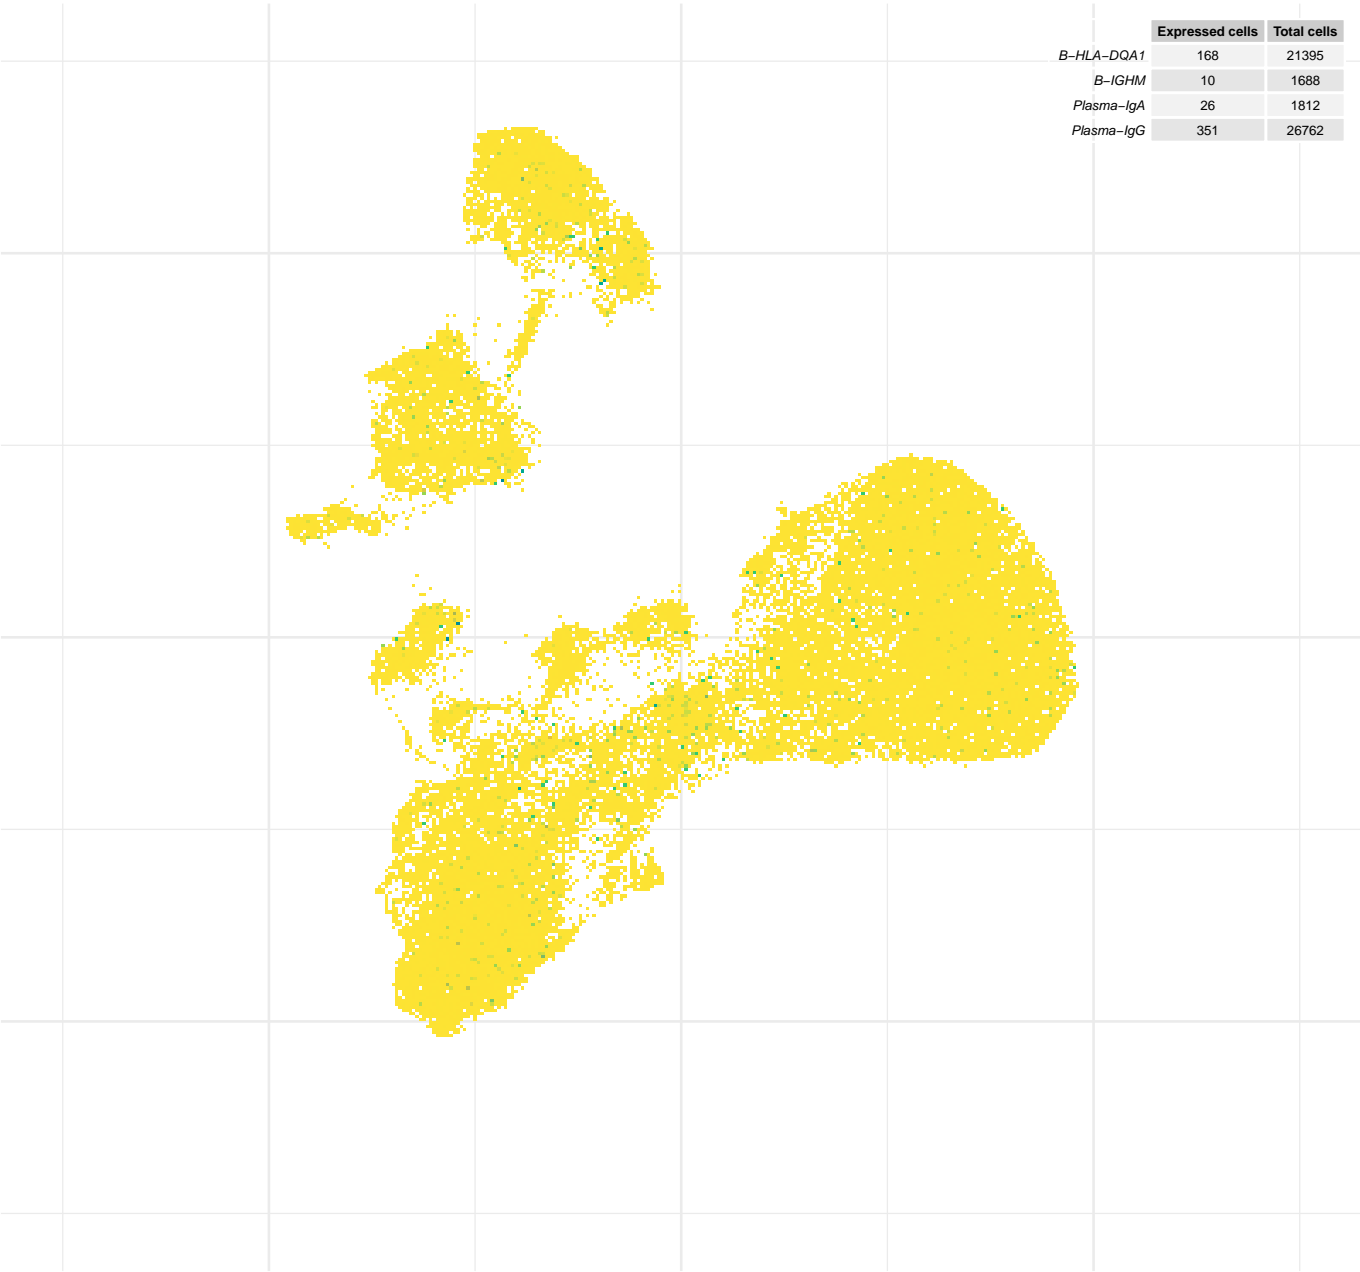 Expressed cells Total cells
B−HLA−DQA1 168 21395
B−IGHM 10 1688
Plasma−IgA 26 1812
Plasma−IgG 351 26762